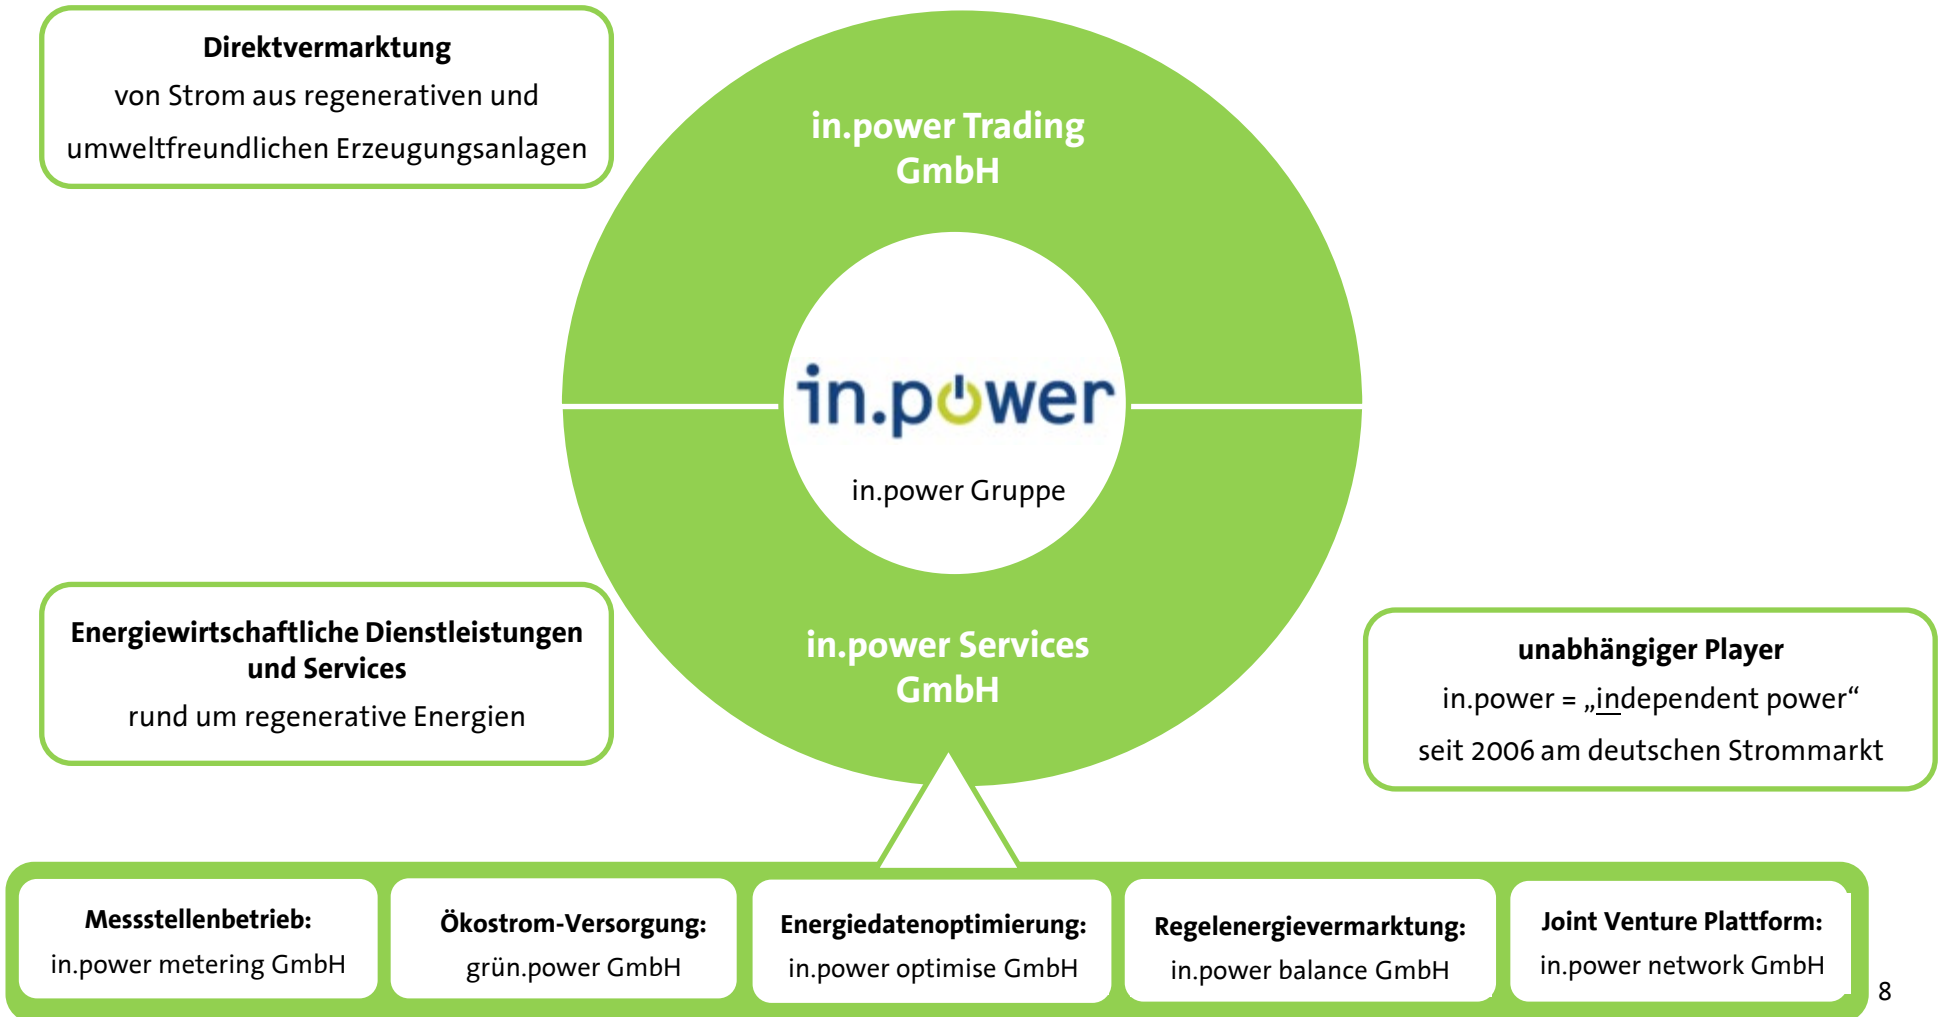 Direktvermarktung
von Strom aus regenerativen und
umweltfreundlichen Erzeugungsanlagen
in.power Trading
GmbH
in.power
in.power Gruppe
Energiewirtschaftliche Dienstleistungen
und Services
rund um regenerative Energien
in.power Services
GmbH
unabhängiger Player
in.power = „independent power“
seit 2006 am deutschen Strommarkt
Messstellenbetrieb:
in.power metering GmbH
Ökostrom-Versorgung:
grün.power GmbH
Energiedatenoptimierung:
in.power optimise GmbH
Regelenergievermarktung:
in.power balance GmbH
Joint Venture Plattform:
in.power network GmbH
8